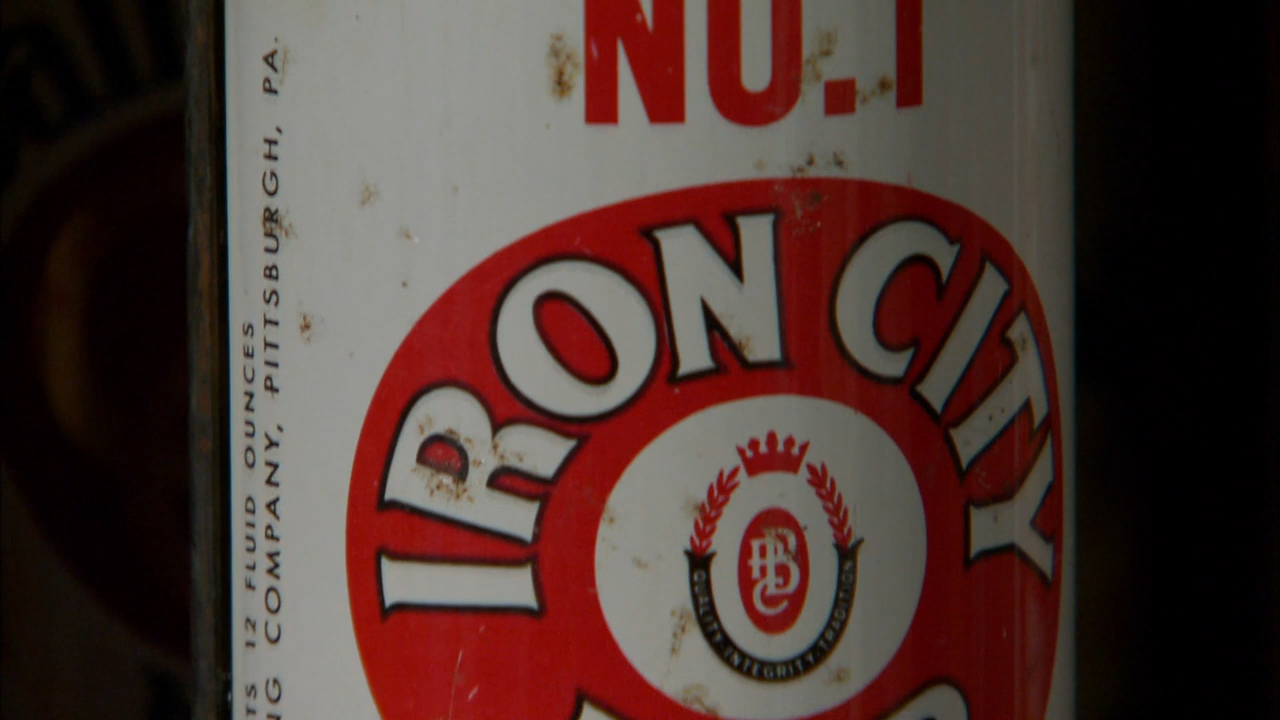 NO. 1
IRON CITY
PBC
QUALITY·INTEGRITY·TRADITION
12 FLUID OUNCES
COMPANY, PITTSBURGH, PA.